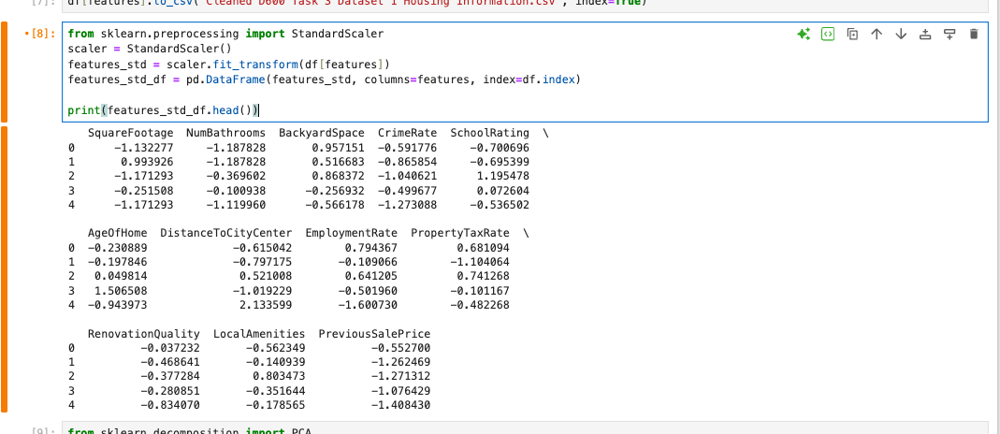 [7]: df[features].to_csv('Cleaned D600 Task 3 Dataset 1 Housing Information.csv', index=True)
[8]: from sklearn.preprocessing import StandardScaler
scaler = StandardScaler()
features_std = scaler.fit_transform(df[features])
features_std_df = pd.DataFrame(features_std, columns=features, index=df.index)
print(features_std_df.head())
SquareFootage NumBathrooms BackyardSpace CrimeRate SchoolRating \
0 -1.132277 -1.187828 0.957151 -0.591776 -0.700696
1 0.993926 -1.187828 0.516683 -0.865854 -0.695399
2 -1.171293 -0.369602 0.868372 -1.040621 1.195478
3 -0.251508 -0.100938 -0.256932 -0.499677 0.072604
4 -1.171293 -1.119960 -0.566178 -1.273088 -0.536502
AgeOfHome DistanceToCityCenter EmploymentRate PropertyTaxRate \
0 -0.230889 -0.615042 0.794367 0.681094
1 -0.197846 -0.797175 -0.109066 -1.104064
2 0.049814 0.521008 0.641205 0.741268
3 1.506508 -1.019229 -0.501960 -0.101167
4 -0.943973 2.133599 -1.600730 -0.482268
RenovationQuality LocalAmenities PreviousSalePrice
0 -0.037232 -0.562349 -0.552700
1 -0.468641 -0.140939 -1.262469
2 -0.377284 0.803473 -1.271312
3 -0.280851 -0.351644 -1.076429
4 -0.834070 -0.178565 -1.408430
[9]: from sklearn.decomposition import PCA